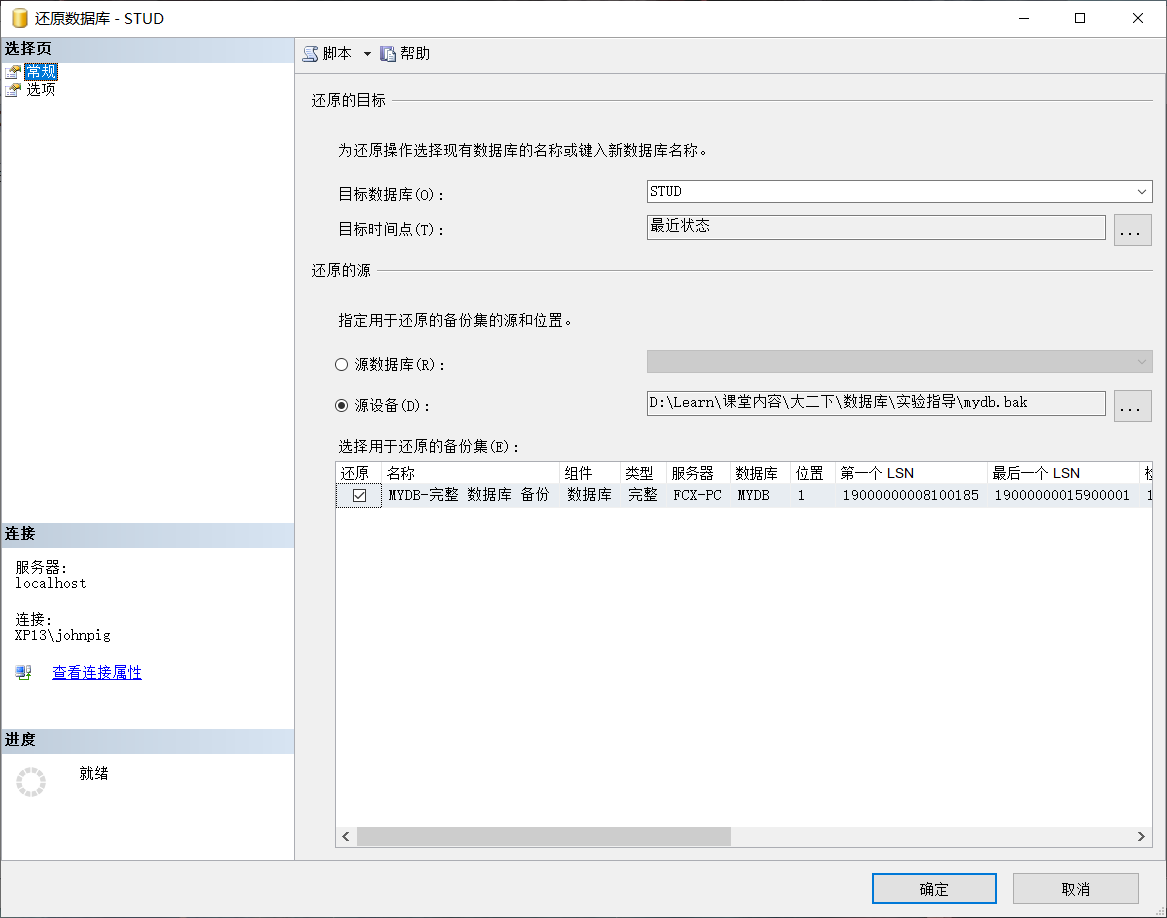 还原数据库 - STUD
选择页
常规
选项
脚本 帮助
还原的目标
为还原操作选择现有数据库的名称或键入新数据库名称。
目标数据库(O): STUD
目标时间点(T): 最近状态 ...
还原的源
指定用于还原的备份集的源和位置。
源数据库(R):
源设备(D): D:\Learn\课堂内容\大二下\数据库\实验指导\mydb.bak ...
选择用于还原的备份集(E):
还原 名称 组件 类型 服务器 数据库 位置 第一个 LSN 最后一个 LSN
MYDB-完整 数据库 备份 数据库 完整 FCX-PC MYDB 1 19000000008100185 19000000015900001
连接
服务器:
localhost
连接:
XP13\johnpig
查看连接属性
进度
就绪
确定 取消